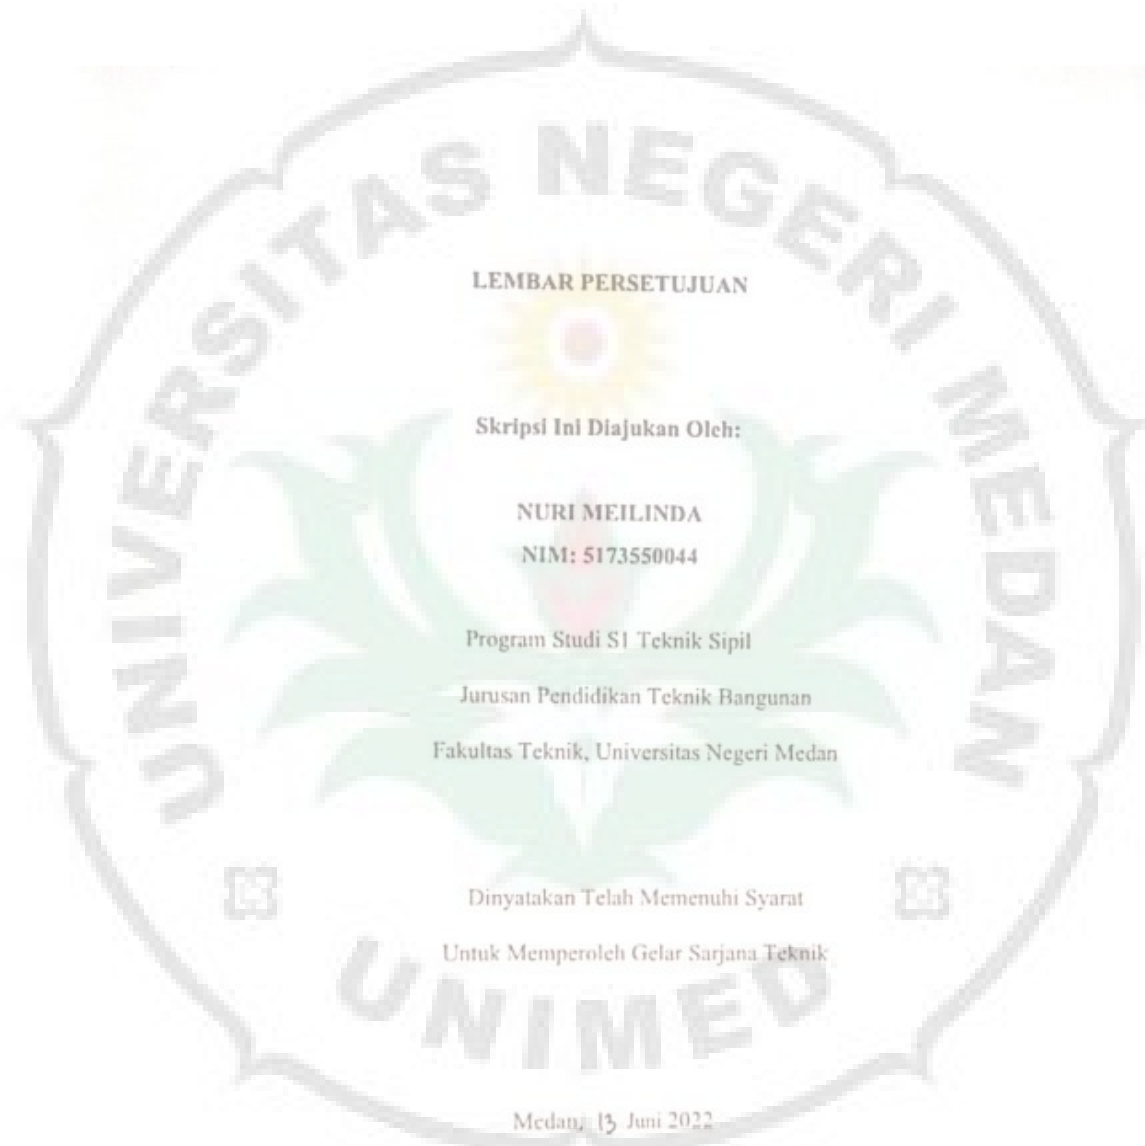 UNIVERSITAS NEGERI MEDAN
LEMBAR PERSETUJUAN
Skripsi Ini Diajukan Oleh:
NURI MEILINDA
NIM: 5173550044
Program Studi S1 Teknik Sipil
Jurusan Pendidikan Teknik Bangunan
Fakultas Teknik, Universitas Negeri Medan
Dinyatakan Telah Memenuhi Syarat
Untuk Memperoleh Gelar Sarjana Teknik
UNIMED
Medan, 13 Juni 2022